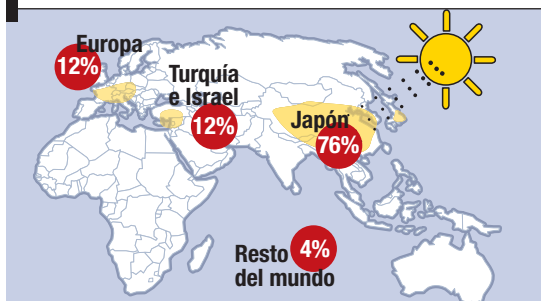 Europa
12%
Turquía
e Israel
12%
Japón
76%
Resto 4%
del mundo